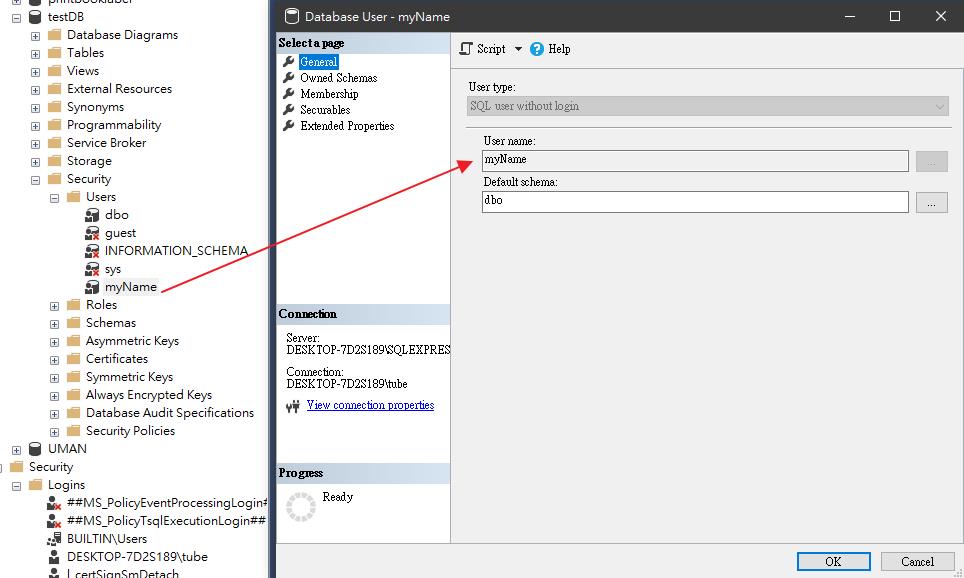 printbooklabel
testDB
Database Diagrams
Tables
Views
External Resources
Synonyms
Programmability
Service Broker
Storage
Security
Users
dbo
guest
INFORMATION_SCHEMA
sys
myName
Roles
Schemas
Asymmetric Keys
Certificates
Symmetric Keys
Always Encrypted Keys
Database Audit Specifications
Security Policies
UMAN
Security
Logins
##MS_PolicyEventProcessingLogin#
##MS_PolicyTsqlExecutionLogin##
BUILTIN\Users
DESKTOP-7D2S189\tube
Database User - myName
Select a page
General
Owned Schemas
Membership
Securables
Extended Properties
Connection
Server:
DESKTOP-7D2S189\SQLEXPRES
Connection:
DESKTOP-7D2S189\tube
View connection properties
Progress
Ready
Script
Help
User type:
SQL user without login
User name:
myName
...
Default schema:
dbo
...
OK
Cancel